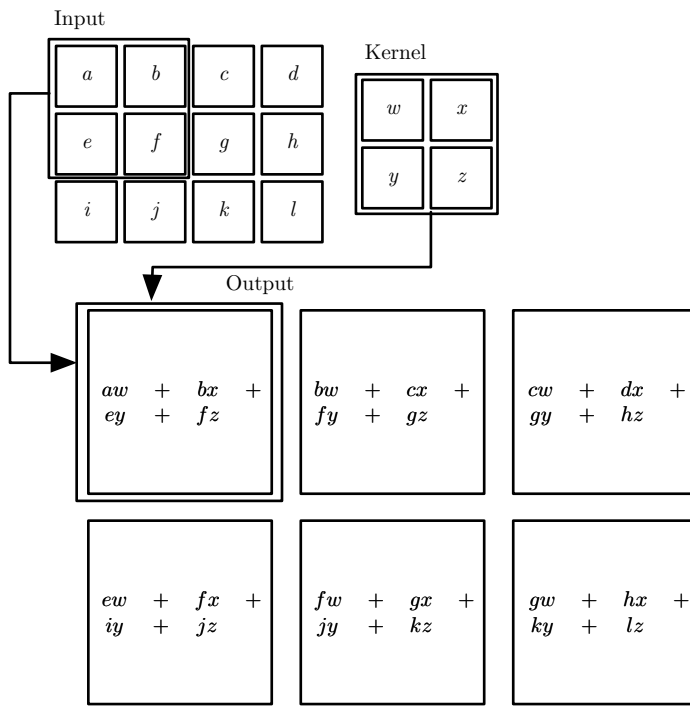 Input
a b c d
e f g h
i j k l
Kernel
w x
y z
Output
aw + bx +
ey + fz
bw + cx +
fy + gz
cw + dx +
gy + hz
ew + fx +
iy + jz
fw + gx +
jy + kz
gw + hx +
ky + lz